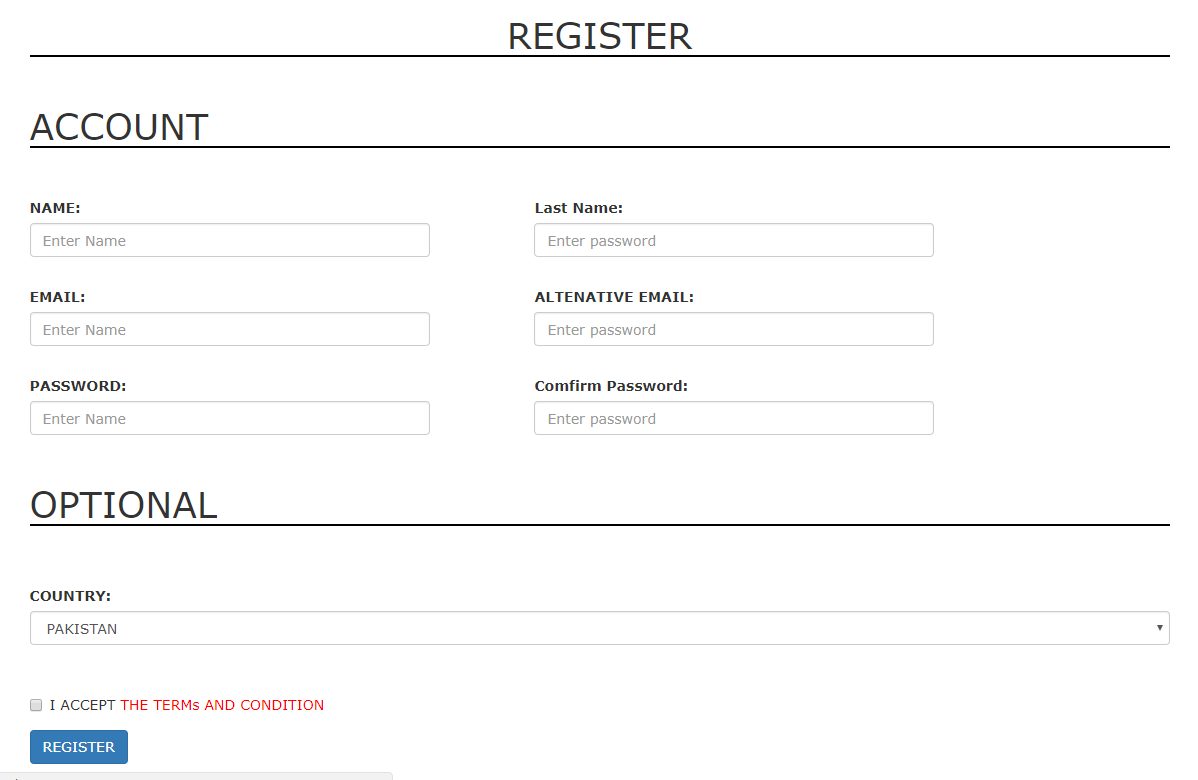 REGISTER
ACCOUNT
NAME: Last Name:
Enter Name Enter password
EMAIL: ALTENATIVE EMAIL:
Enter Name Enter password
PASSWORD: Comfirm Password:
Enter Name Enter password
OPTIONAL
COUNTRY:
PAKISTAN
I ACCEPT THE TERMs AND CONDITION
REGISTER